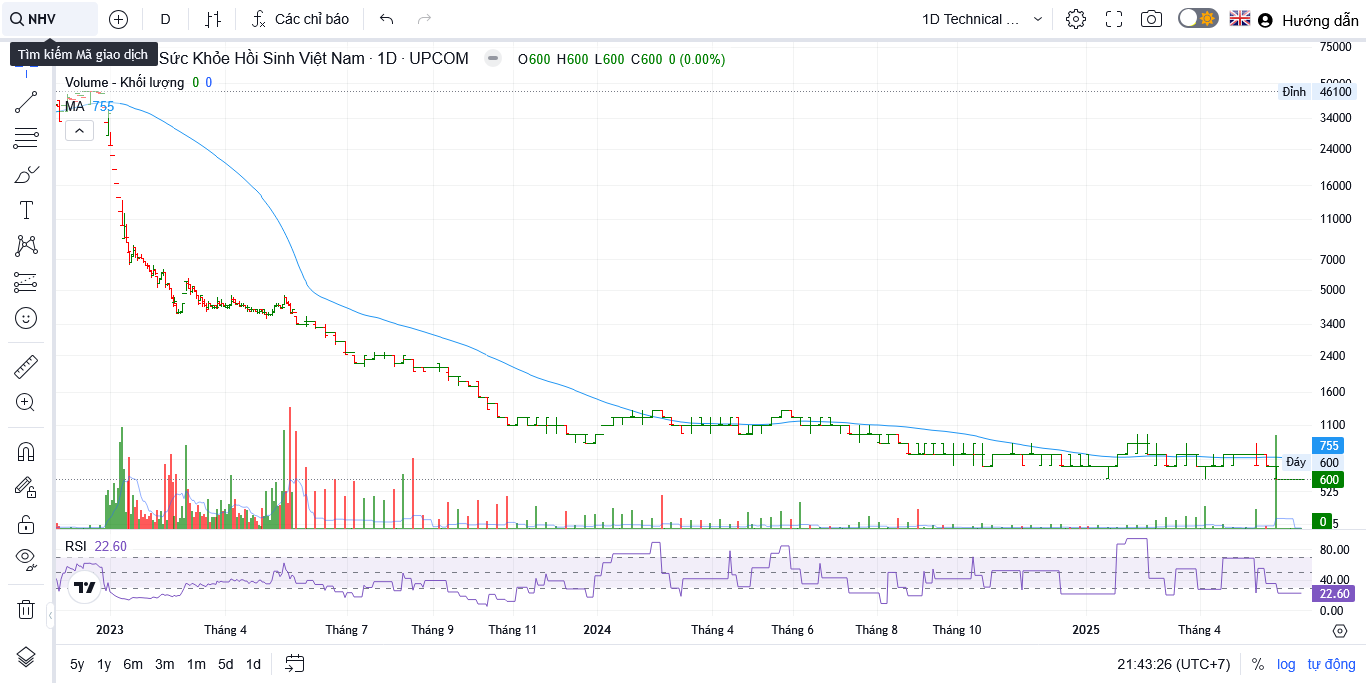 NHV
D
Các chỉ báo
1D Technical ...
Hướng dẫn
Tìm kiếm Mã giao dịch
Sức Khỏe Hồi Sinh Việt Nam · 1D · UPCOM
O600 H600 L600 C600 0 (0.00%)
Volume - Khối lượng 0 0
MA 755
75000
Đỉnh 46100
34000
24000
16000
11000
7000
5000
3400
2400
1600
1100
755
Đáy 600
600
525
0
5
RSI 22.60
80.00
40.00
22.60
0.00
2023 Tháng 4 Tháng 7 Tháng 9 Tháng 11 2024 Tháng 4 Tháng 6 Tháng 8 Tháng 10 2025 Tháng 4
5y 1y 6m 3m 1m 5d 1d
21:43:26 (UTC+7) % log tự động